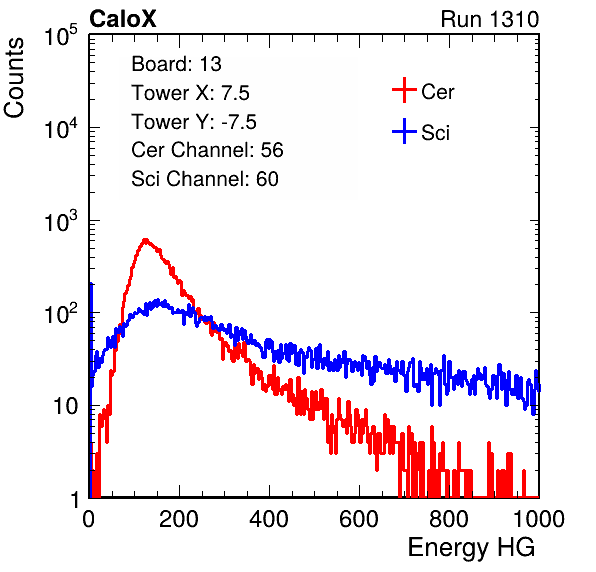 CaloX Run 1310
Counts
10^5
10^4
10^3
10^2
10
1
Board: 13
Tower X: 7.5
Tower Y: -7.5
Cer Channel: 56
Sci Channel: 60
Cer
Sci
0 200 400 600 800 1000
Energy HG